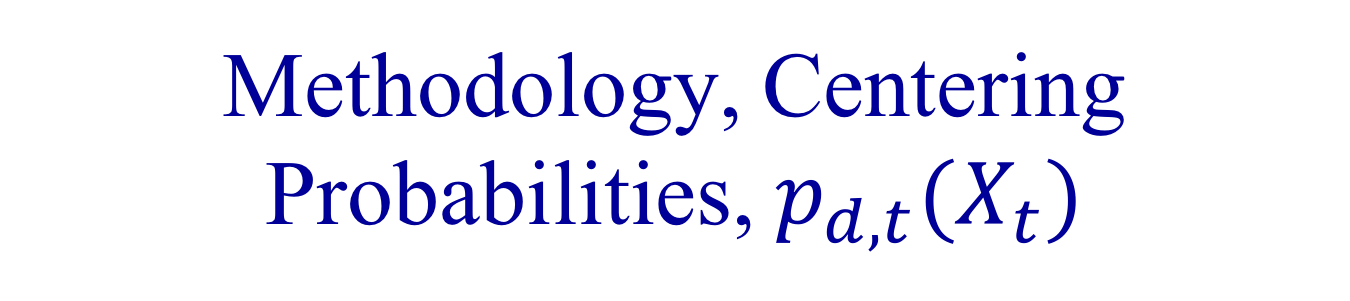 Methodology, Centering
Probabilities, $p_{d,t}(X_t)$